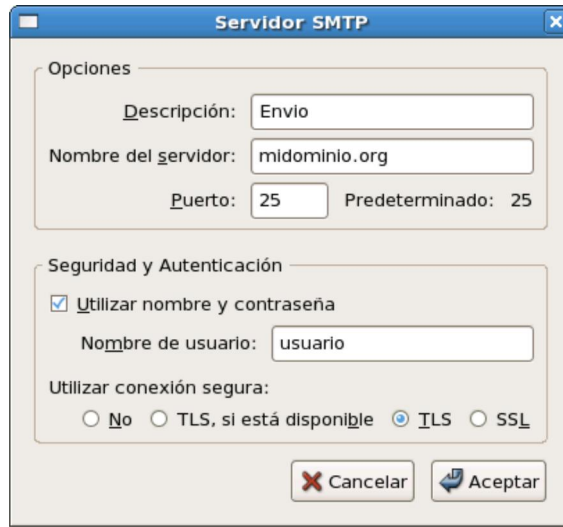 Servidor SMTP
Opciones
Descripción: Envio
Nombre del servidor: midominio.org
Puerto: 25 Predeterminado: 25
Seguridad y Autenticación
Utilizar nombre y contraseña
Nombre de usuario: usuario
Utilizar conexión segura:
No TLS, si está disponible TLS SSL
Cancelar Aceptar